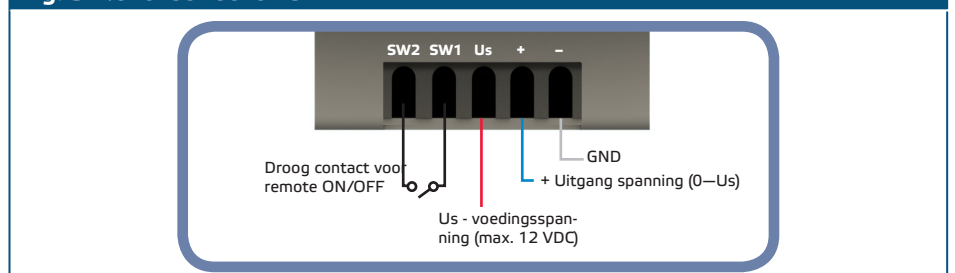 SW2 SW1 Us + –
Droog contact voor
remote ON/OFF
GND
+ Uitgang spanning (0—Us)
Us - voedingsspan-
ning (max. 12 VDC)